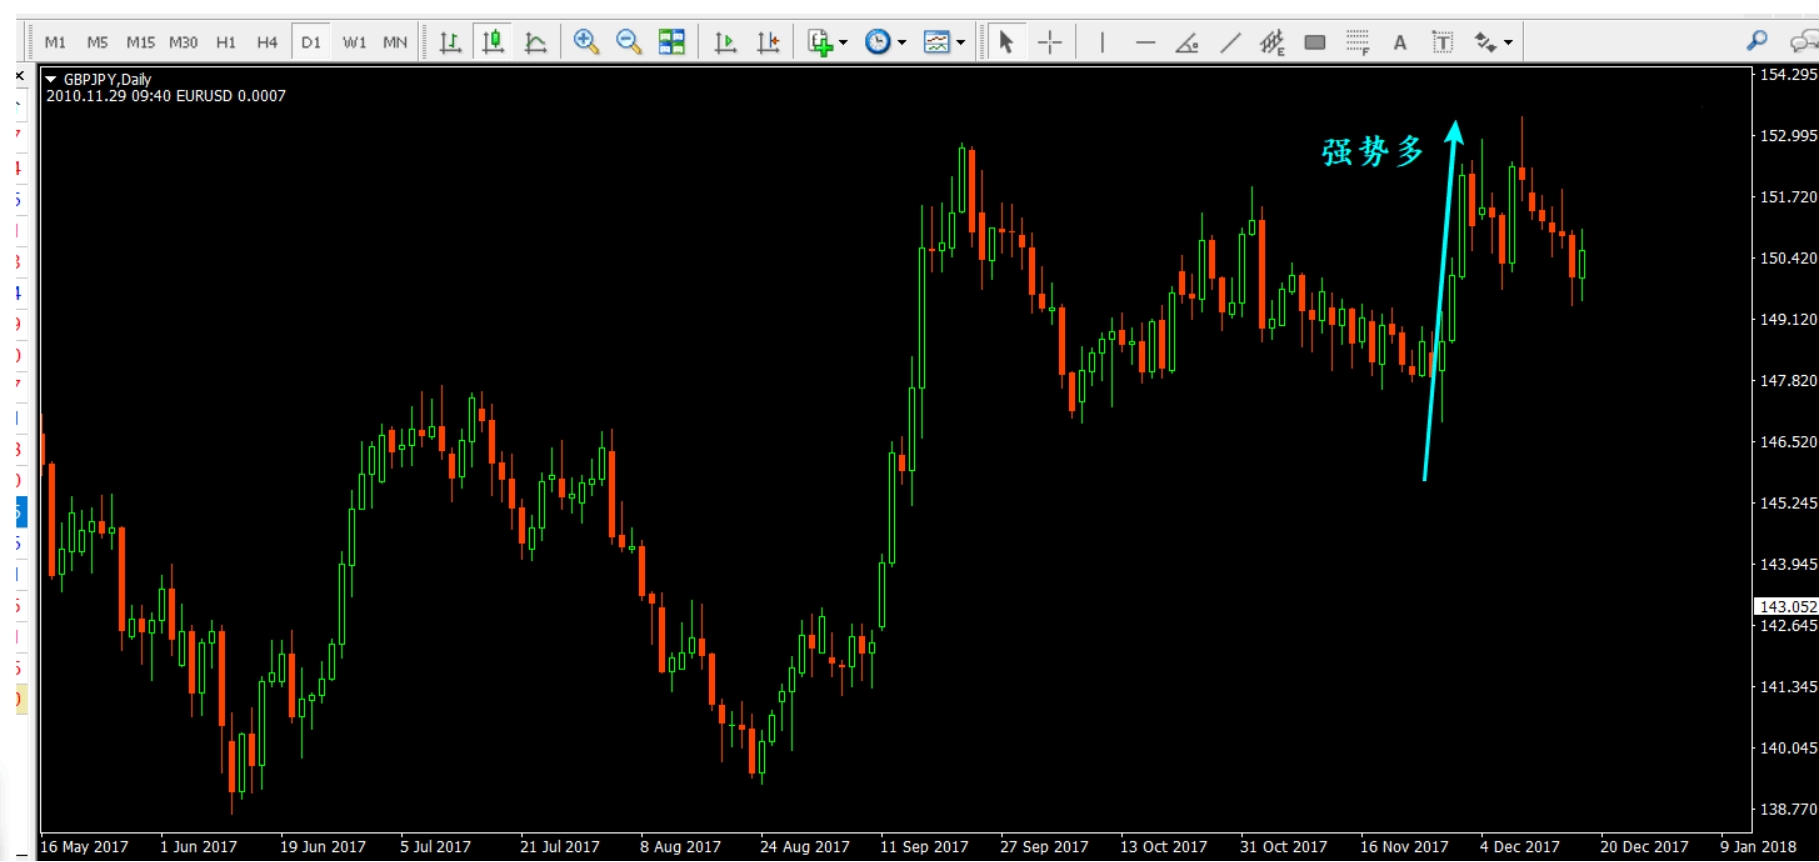 M1 M5 M15 M30 H1 H4 D1 W1 MN
GBPJPY,Daily
2010.11.29 09:40 EURUSD 0.0007
强势多
154.295
152.995
151.720
150.420
149.120
147.820
146.520
145.245
143.945
143.052
142.645
141.345
140.045
138.770
16 May 2017 1 Jun 2017 19 Jun 2017 5 Jul 2017 21 Jul 2017 8 Aug 2017 24 Aug 2017 11 Sep 2017 27 Sep 2017 13 Oct 2017 31 Oct 2017 16 Nov 2017 4 Dec 2017 20 Dec 2017 9 Jan 2018